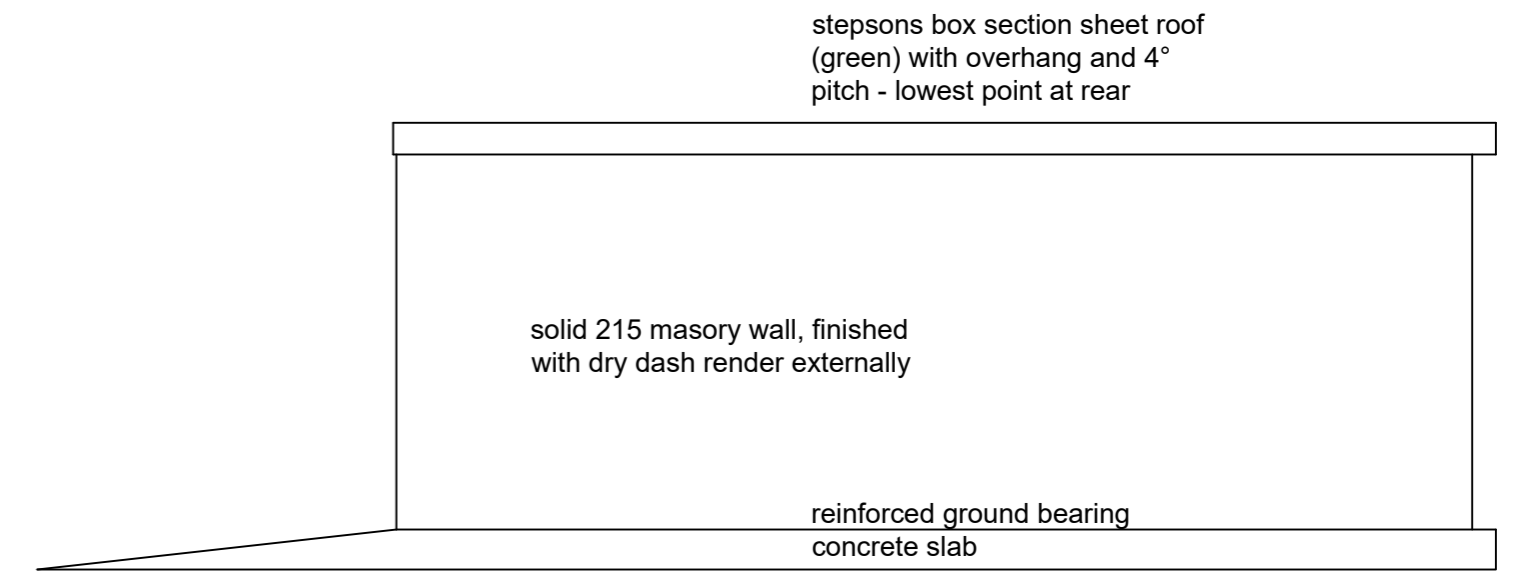 stepsons box section sheet roof
(green) with overhang and 4°
pitch - lowest point at rear
solid 215 masory wall, finished
with dry dash render externally
reinforced ground bearing
concrete slab